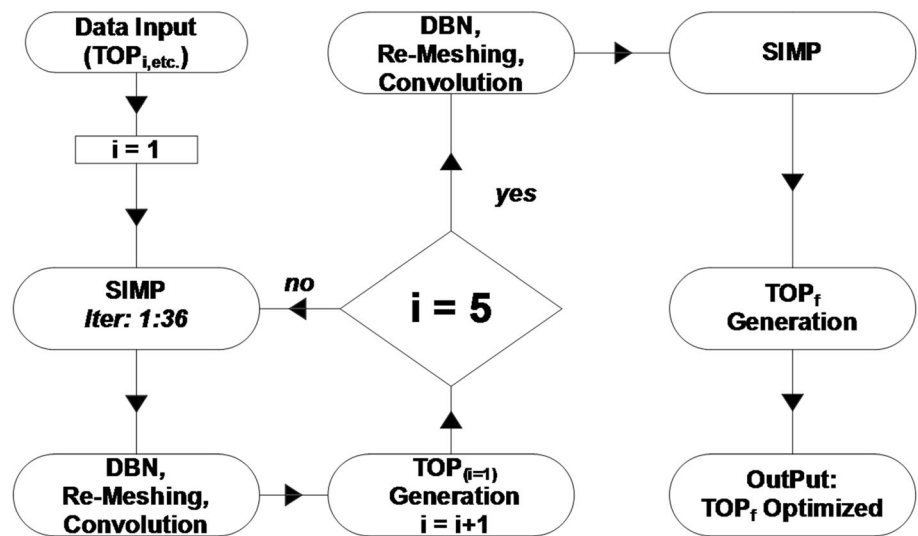 Data Input
(TOPi,etc.)
i = 1
SIMP
Iter: 1:36
DBN,
Re-Meshing,
Convolution
TOP(i=1)
Generation
i = i+1
i = 5
no
yes
DBN,
Re-Meshing,
Convolution
SIMP
TOPf
Generation
OutPut:
TOPf Optimized